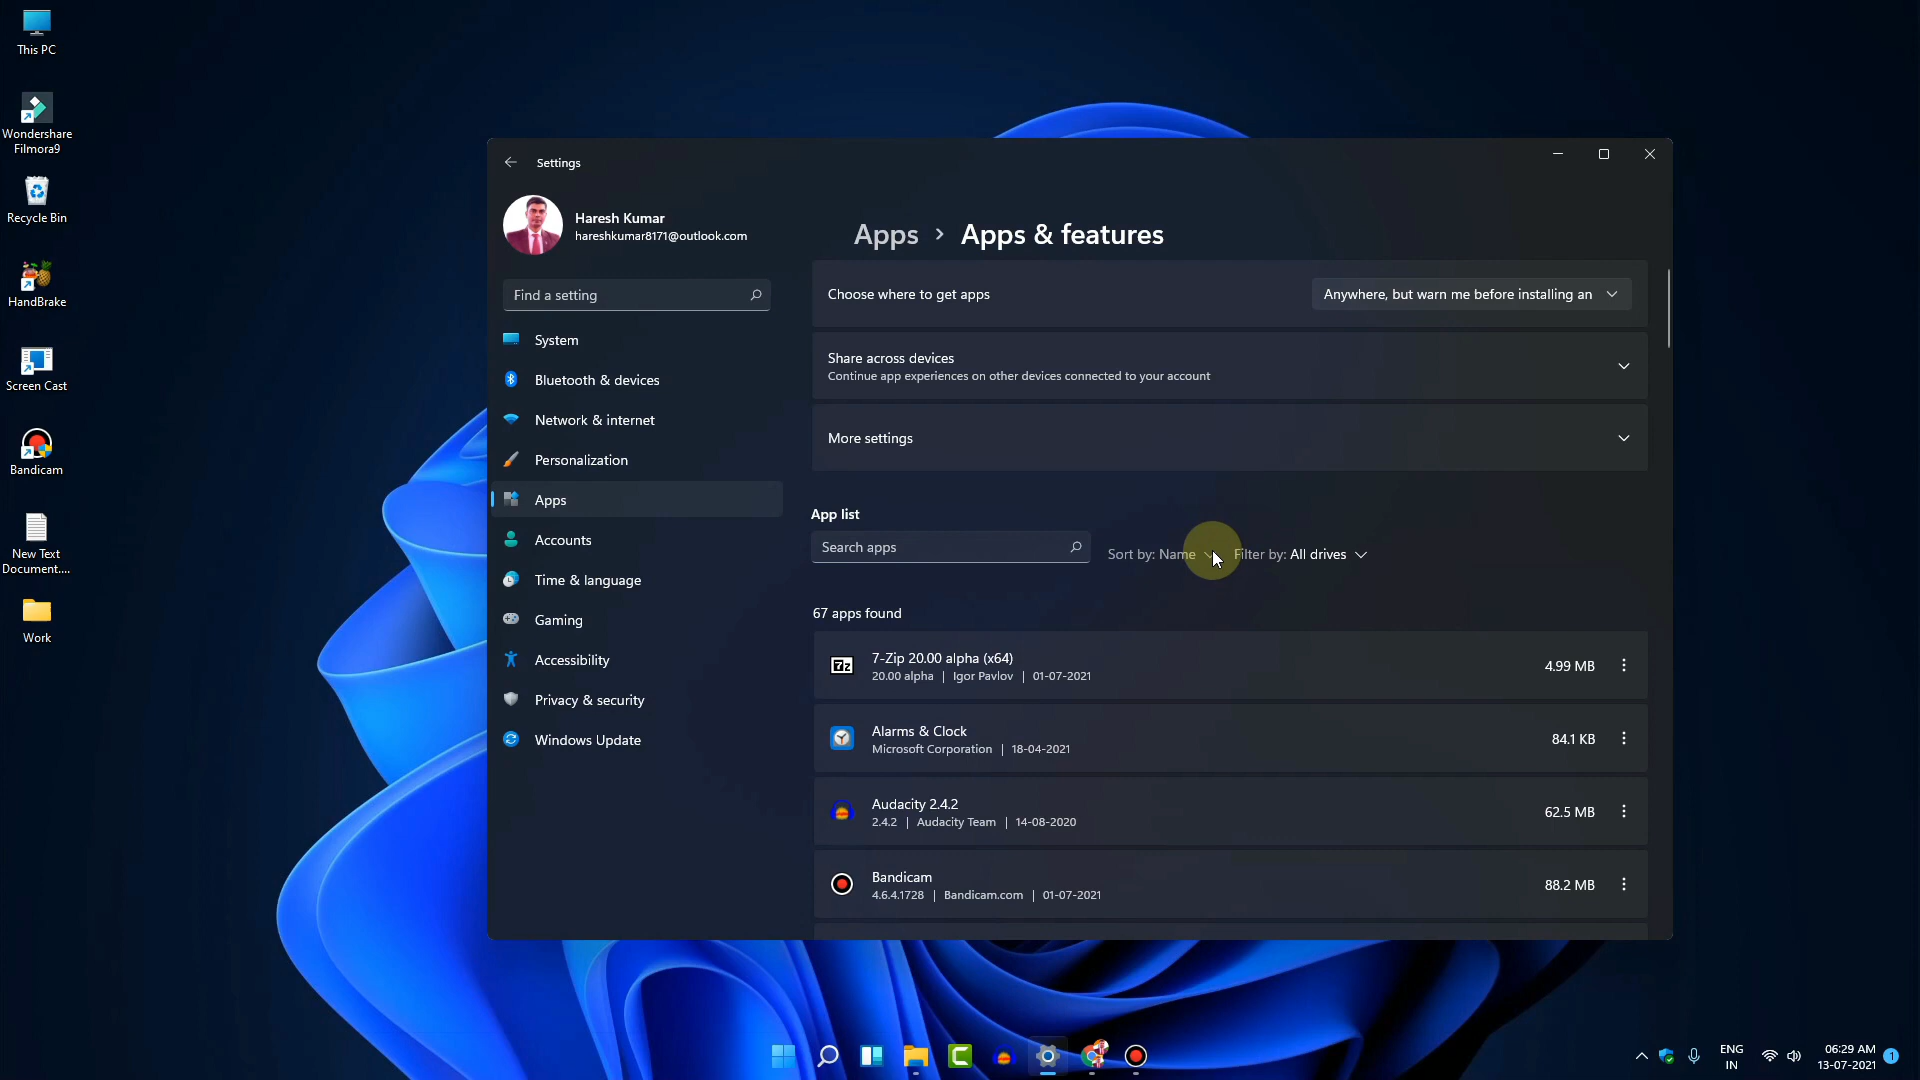 This PC
Wondershare
Filmora9
Recycle Bin
HandBrake
Screen Cast
Bandicam
New Text
Document....
Work
Settings
Haresh Kumar
hareshkumar8171@outlook.com
Find a setting
System
Bluetooth & devices
Network & internet
Personalization
Apps
Accounts
Time & language
Gaming
Accessibility
Privacy & security
Windows Update
Apps > Apps & features
Choose where to get apps
Anywhere, but warn me before installing an
Share across devices
Continue app experiences on other devices connected to your account
More settings
App list
Search apps
Sort by: Name
Filter by: All drives
67 apps found
7z
7-Zip 20.00 alpha (x64)
20.00 alpha | Igor Pavlov | 01-07-2021
4.99 MB
Alarms & Clock
Microsoft Corporation | 18-04-2021
84.1 KB
Audacity 2.4.2
2.4.2 | Audacity Team | 14-08-2020
62.5 MB
Bandicam
4.6.4.1728 | Bandicam.com | 01-07-2021
88.2 MB
ENG
IN
06:29 AM
13-07-2021
1